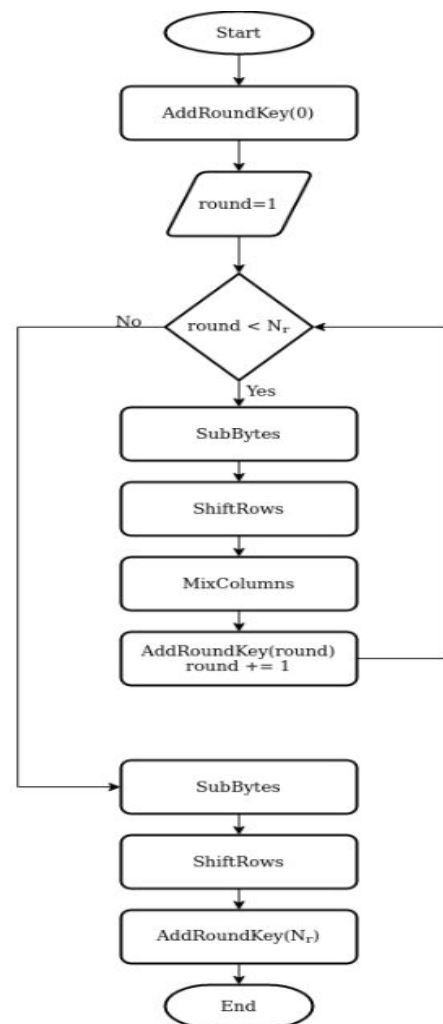 Start
AddRoundKey(0)
round=1
round < Nᵣ
No
Yes
SubBytes
ShiftRows
MixColumns
AddRoundKey(round)
round += 1
SubBytes
ShiftRows
AddRoundKey(Nᵣ)
End